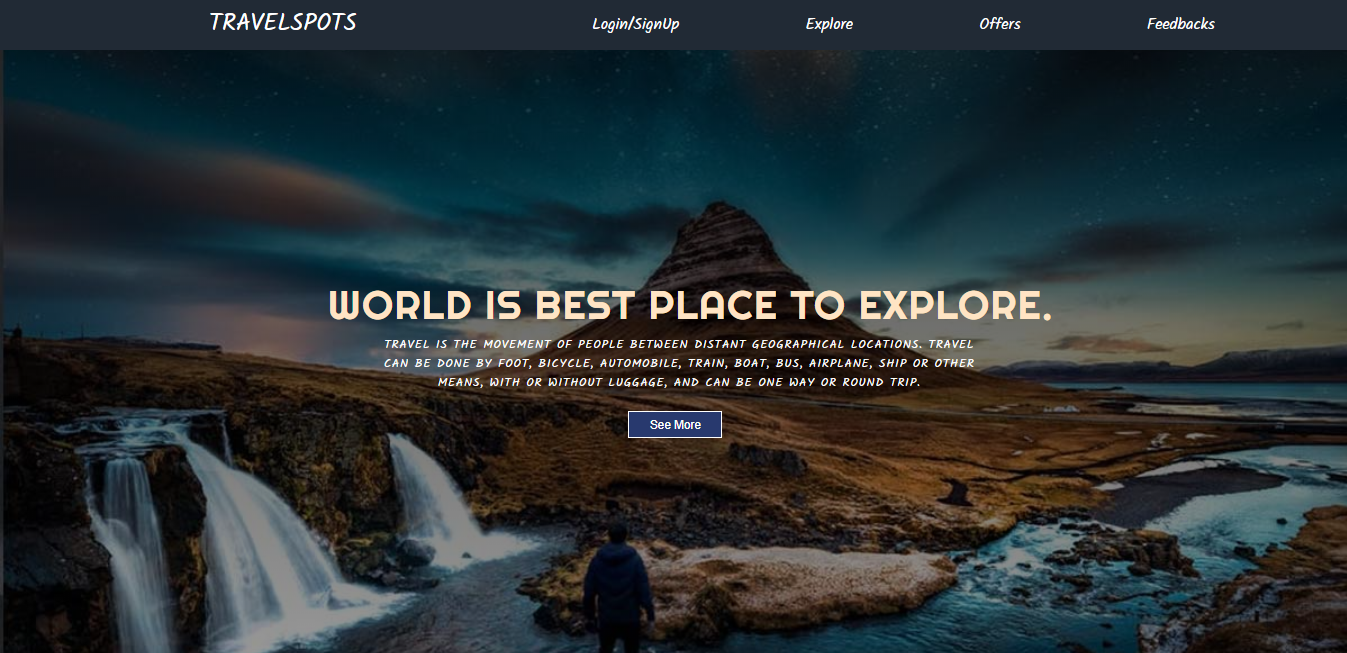 TRAVELSPOTS
Login/SignUp
Explore
Offers
Feedbacks
WORLD IS BEST PLACE TO EXPLORE.
TRAVEL IS THE MOVEMENT OF PEOPLE BETWEEN DISTANT GEOGRAPHICAL LOCATIONS. TRAVEL
CAN BE DONE BY FOOT, BICYCLE, AUTOMOBILE, TRAIN, BOAT, BUS, AIRPLANE, SHIP OR OTHER
MEANS, WITH OR WITHOUT LUGGAGE, AND CAN BE ONE WAY OR ROUND TRIP.
See More